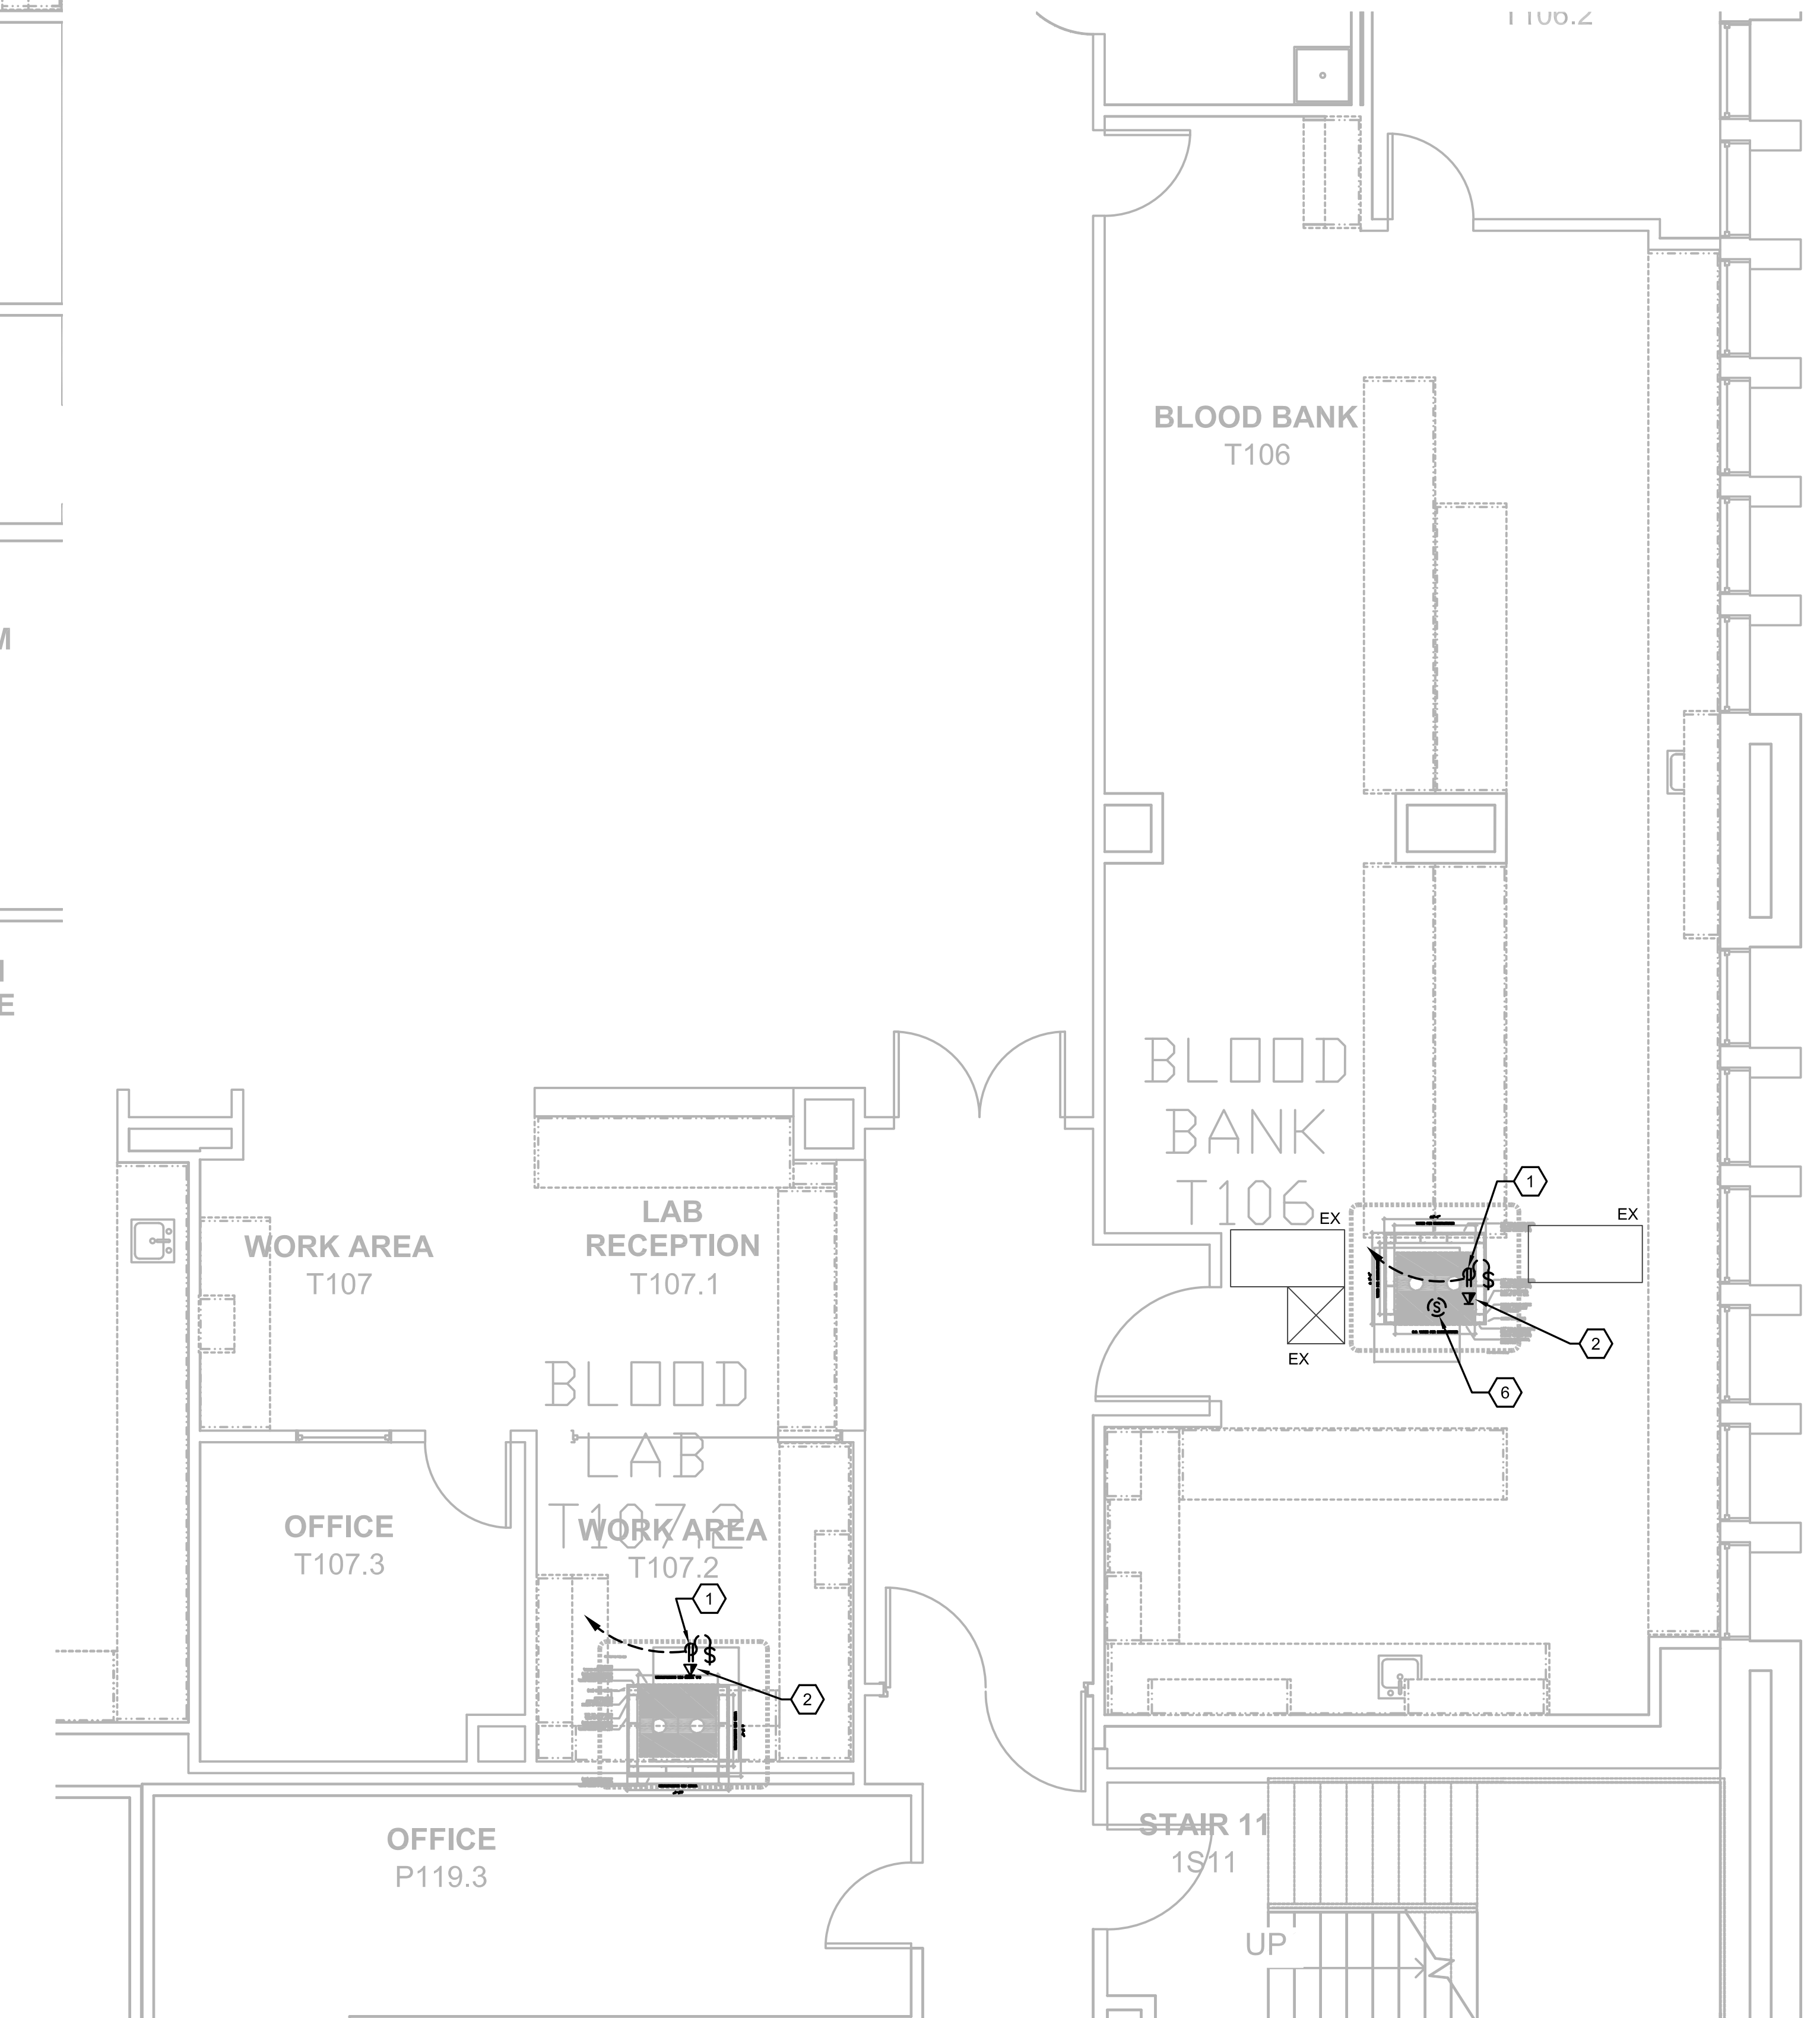 T106.2
BLOOD BANK
T106
M
E
BLOOD
BANK
T106
EX
EX
EX
1
2
S
6
LAB
RECEPTION
T107.1
WORK AREA
T107
BLOOD
LAB
T107.2
WORK AREA
T107.2
OFFICE
T107.3
1
2
$
$
OFFICE
P119.3
STAIR 11
1S11
UP